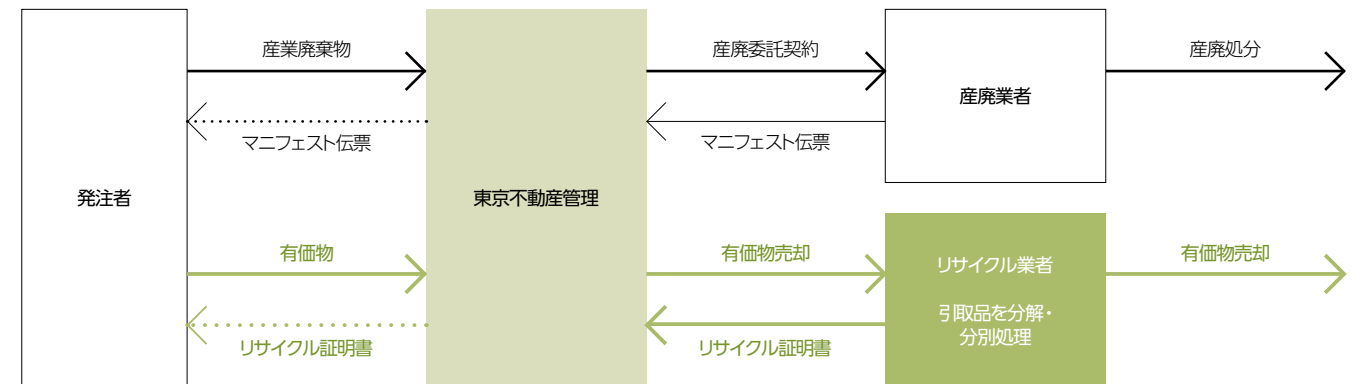 産業廃棄物
産廃委託契約
産廃処分
産廃業者
マニフェスト伝票
マニフェスト伝票
発注者
東京不動産管理
有価物
有価物売却
リサイクル業者
有価物売却
引取品を分解・
分別処理
リサイクル証明書
リサイクル証明書